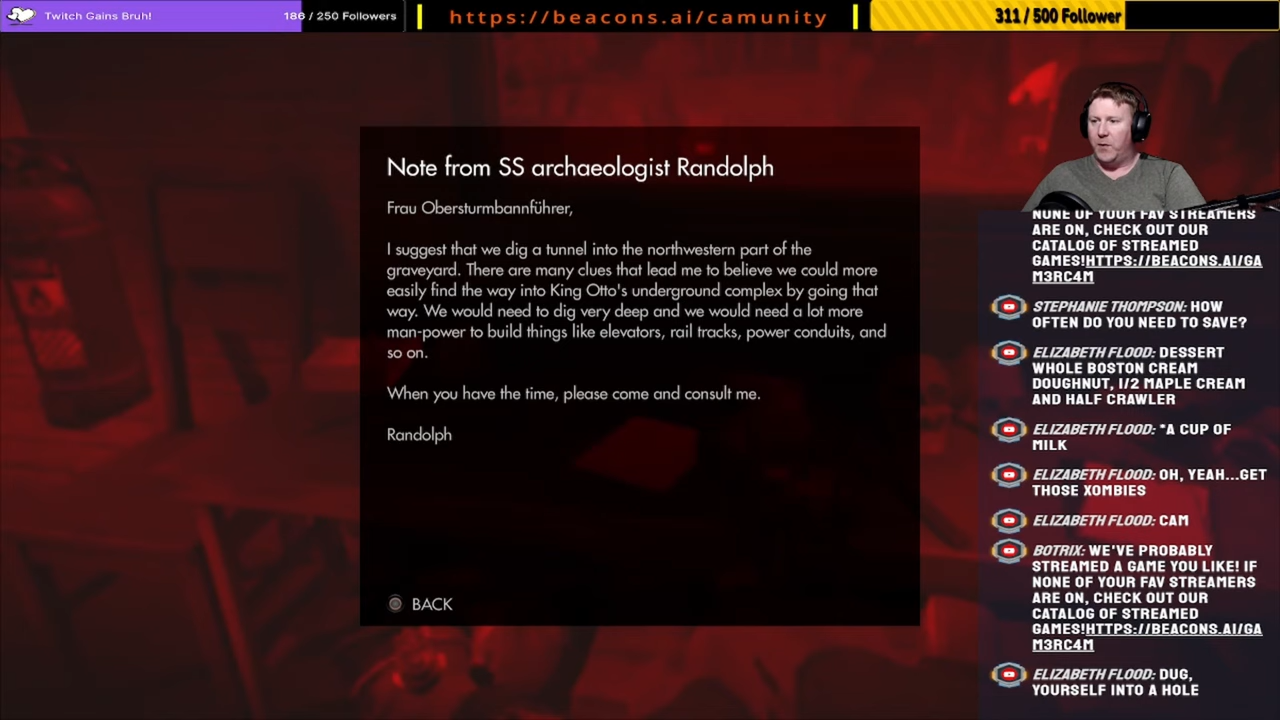 Twitch Gains Bruh!
186 / 250 Followers
https://beacons.ai/camunity
311 / 500 Follower
Note from SS archaeologist Randolph
Frau Obersturmbannführer,
I suggest that we dig a tunnel into the northwestern part of the
graveyard. There are many clues that lead me to believe we could more
easily find the way into King Otto's underground complex by going that
way. We would need to dig very deep and we would need a lot more
man-power to build things like elevators, rail tracks, power conduits, and
so on.
When you have the time, please come and consult me.
Randolph
BACK
NONE OF YOUR FAV STREAMERS
ARE ON, CHECK OUT OUR
CATALOG OF STREAMED
GAMES!HTTPS://BEACONS.AI/GA
M3RC4M
STEPHANIE THOMPSON: HOW
OFTEN DO YOU NEED TO SAVE?
ELIZABETH FLOOD: DESSERT
WHOLE BOSTON CREAM
DOUGHNUT, 1/2 MAPLE CREAM
AND HALF CRAWLER
ELIZABETH FLOOD: *A CUP OF
MILK
ELIZABETH FLOOD: OH, YEAH...GET
THOSE XOMBIES
ELIZABETH FLOOD: CAM
BOTRIX: WE'VE PROBABLY
STREAMED A GAME YOU LIKE! IF
NONE OF YOUR FAV STREAMERS
ARE ON, CHECK OUT OUR
CATALOG OF STREAMED
GAMES!HTTPS://BEACONS.AI/GA
M3RC4M
ELIZABETH FLOOD: DUG,
YOURSELF INTO A HOLE